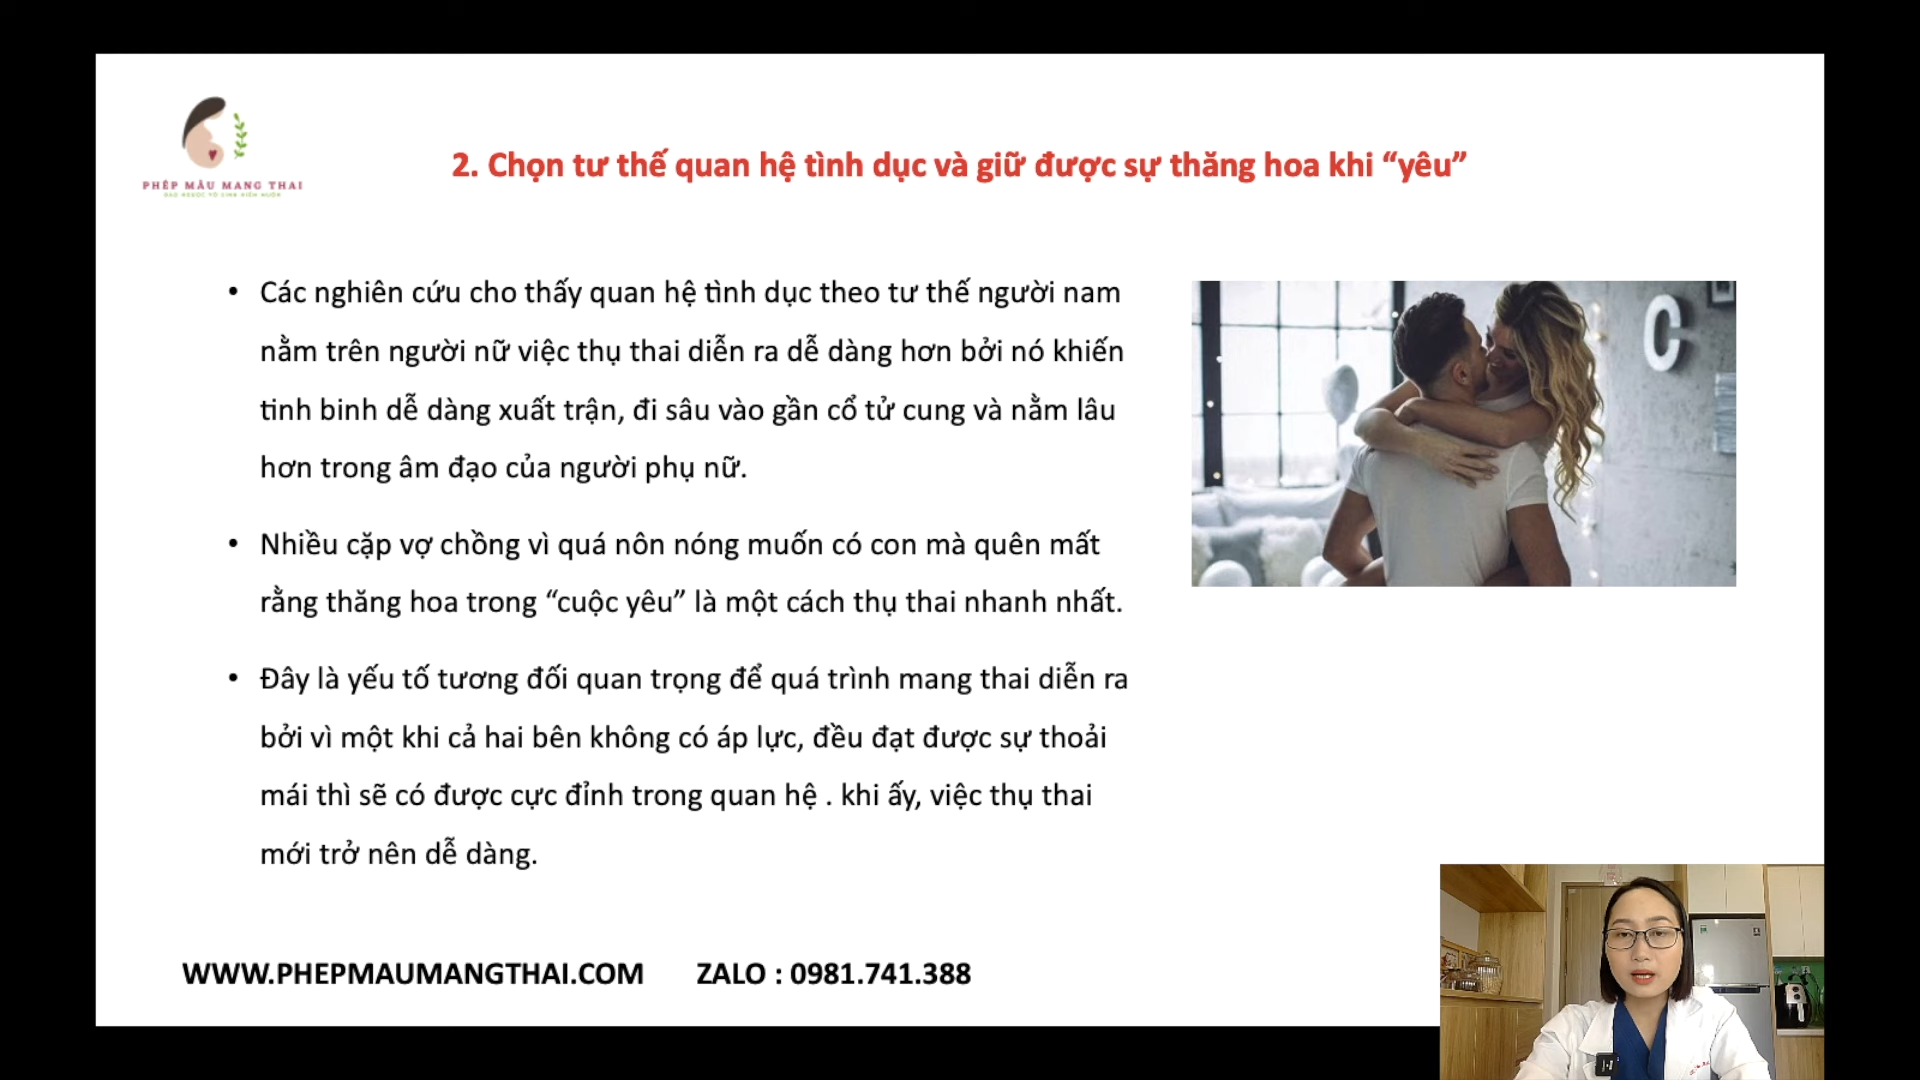 PHÉP MẦU MANG THAI
2. Chọn tư thế quan hệ tình dục và giữ được sự thăng hoa khi “yêu”
• Các nghiên cứu cho thấy quan hệ tình dục theo tư thế người nam
nằm trên người nữ việc thụ thai diễn ra dễ dàng hơn bởi nó khiến
tinh binh dễ dàng xuất trận, đi sâu vào gần cổ tử cung và nằm lâu
hơn trong âm đạo của người phụ nữ.
• Nhiều cặp vợ chồng vì quá nôn nóng muốn có con mà quên mất
rằng thăng hoa trong “cuộc yêu” là một cách thụ thai nhanh nhất.
• Đây là yếu tố tương đối quan trọng để quá trình mang thai diễn ra
bởi vì một khi cả hai bên không có áp lực, đều đạt được sự thoải
mái thì sẽ có được cực đỉnh trong quan hệ . khi ấy, việc thụ thai
mới trở nên dễ dàng.
C
WWW.PHEPMAUMANGTHAI.COM ZALO : 0981.741.388